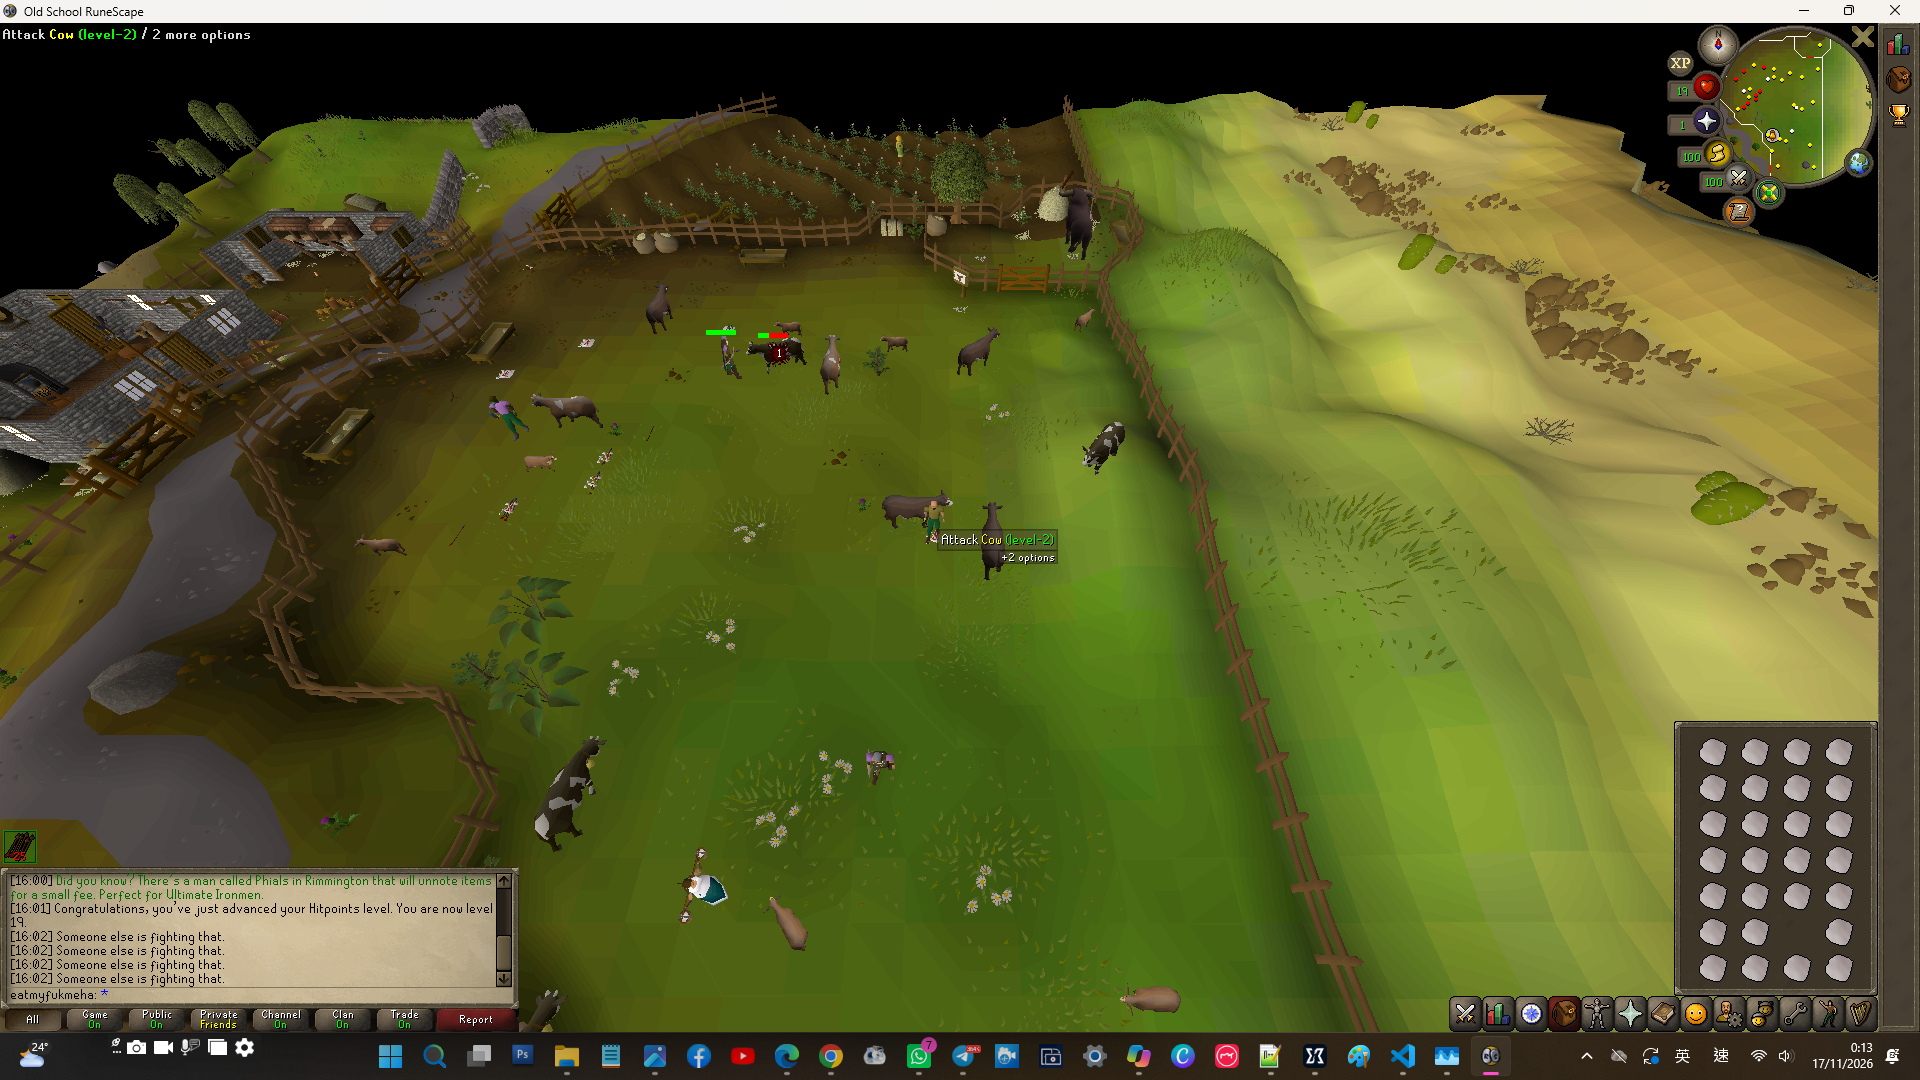 Old School RuneScape
Attack Cow (level-2) / 2 more options
N
XP
19
1
100
100
1
Attack Cow (level-2)
+2 options
23
[16:00] Did you know? There's a man called Phials in Rimmington that will unnote items
for a small fee. Perfect for Ultimate Ironmen.
[16:01] Congratulations, you've just advanced your Hitpoints level. You are now level
19.
[16:02] Someone else is fighting that.
[16:02] Someone else is fighting that.
[16:02] Someone else is fighting that.
[16:02] Someone else is fighting that.
eatmyfukmeha: *
All
Game
On
Public
On
Private
Friends
Channel
On
Clan
On
Trade
On
Report
24°
Ps
7
英
速
0:13
17/11/2026